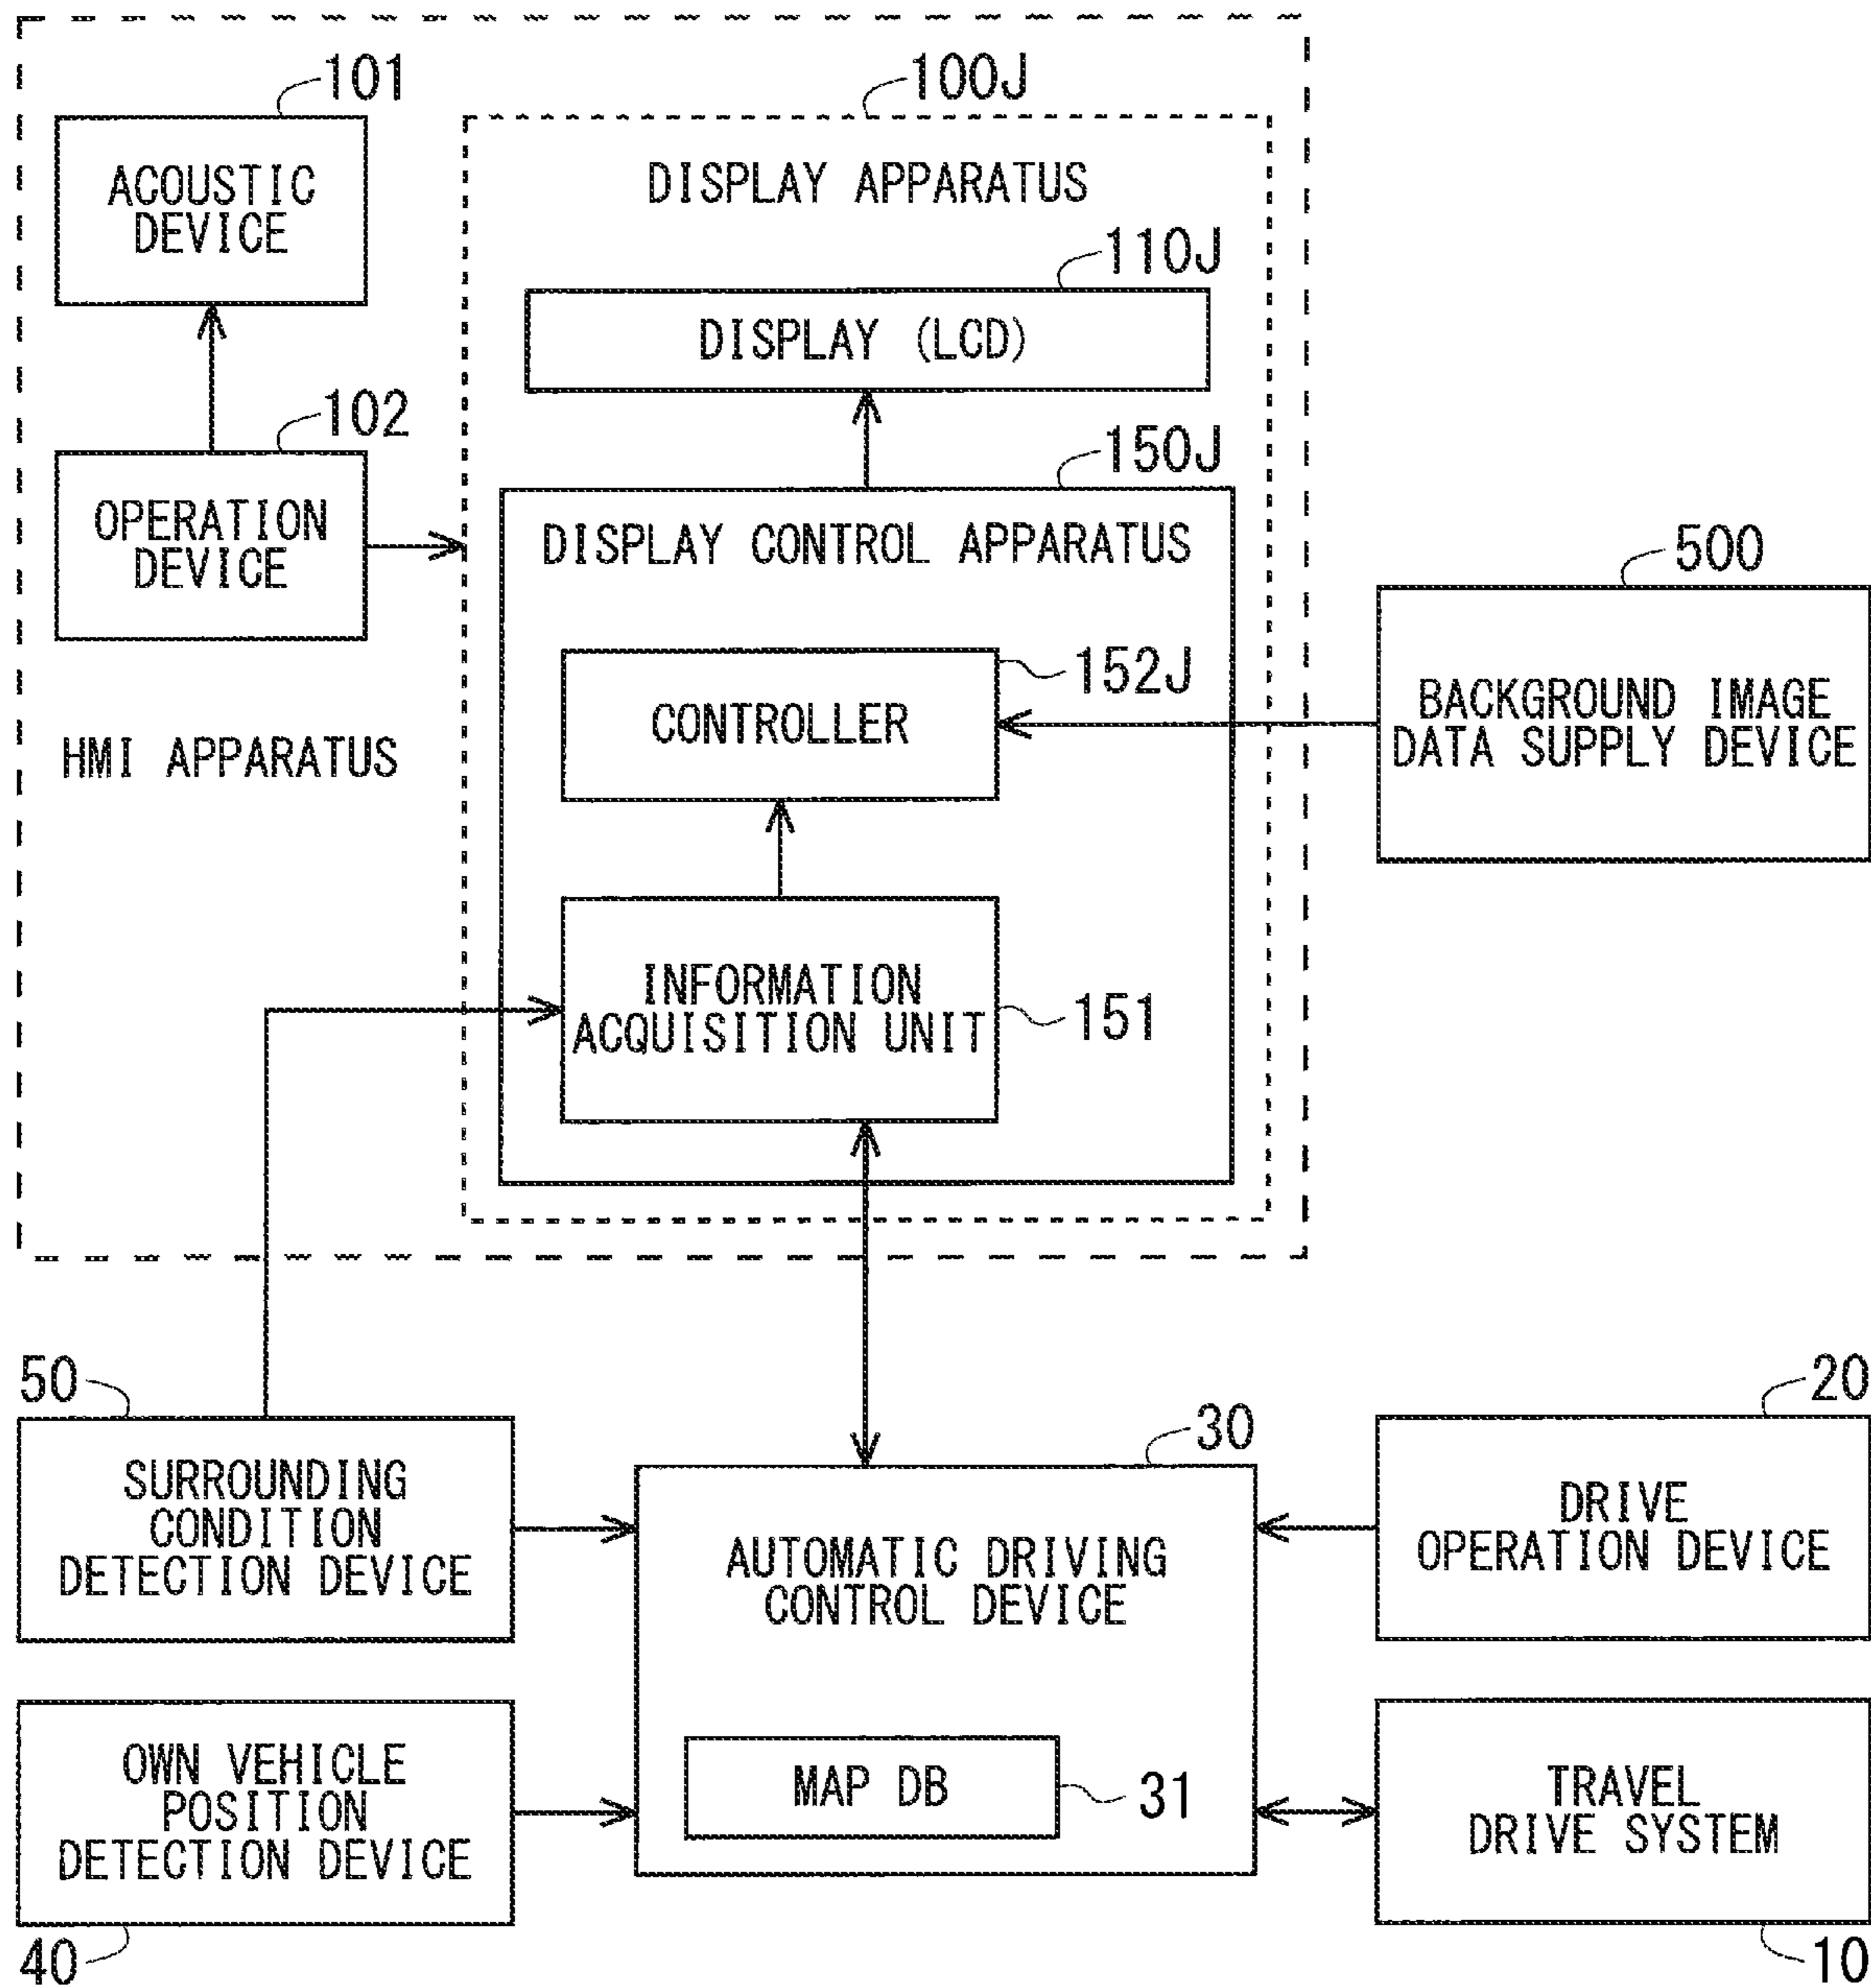 101
100J
ACOUSTIC
DEVICE
DISPLAY APPARATUS
110J
DISPLAY (LCD)
102
150J
OPERATION
DEVICE
DISPLAY CONTROL APPARATUS
500
152J
CONTROLLER
BACKGROUND IMAGE
DATA SUPPLY DEVICE
HMI APPARATUS
INFORMATION
ACQUISITION UNIT
151
50
20
30
SURROUNDING
CONDITION
DETECTION DEVICE
AUTOMATIC DRIVING
CONTROL DEVICE
DRIVE
OPERATION DEVICE
OWN VEHICLE
POSITION
DETECTION DEVICE
MAP DB
31
TRAVEL
DRIVE SYSTEM
40
10